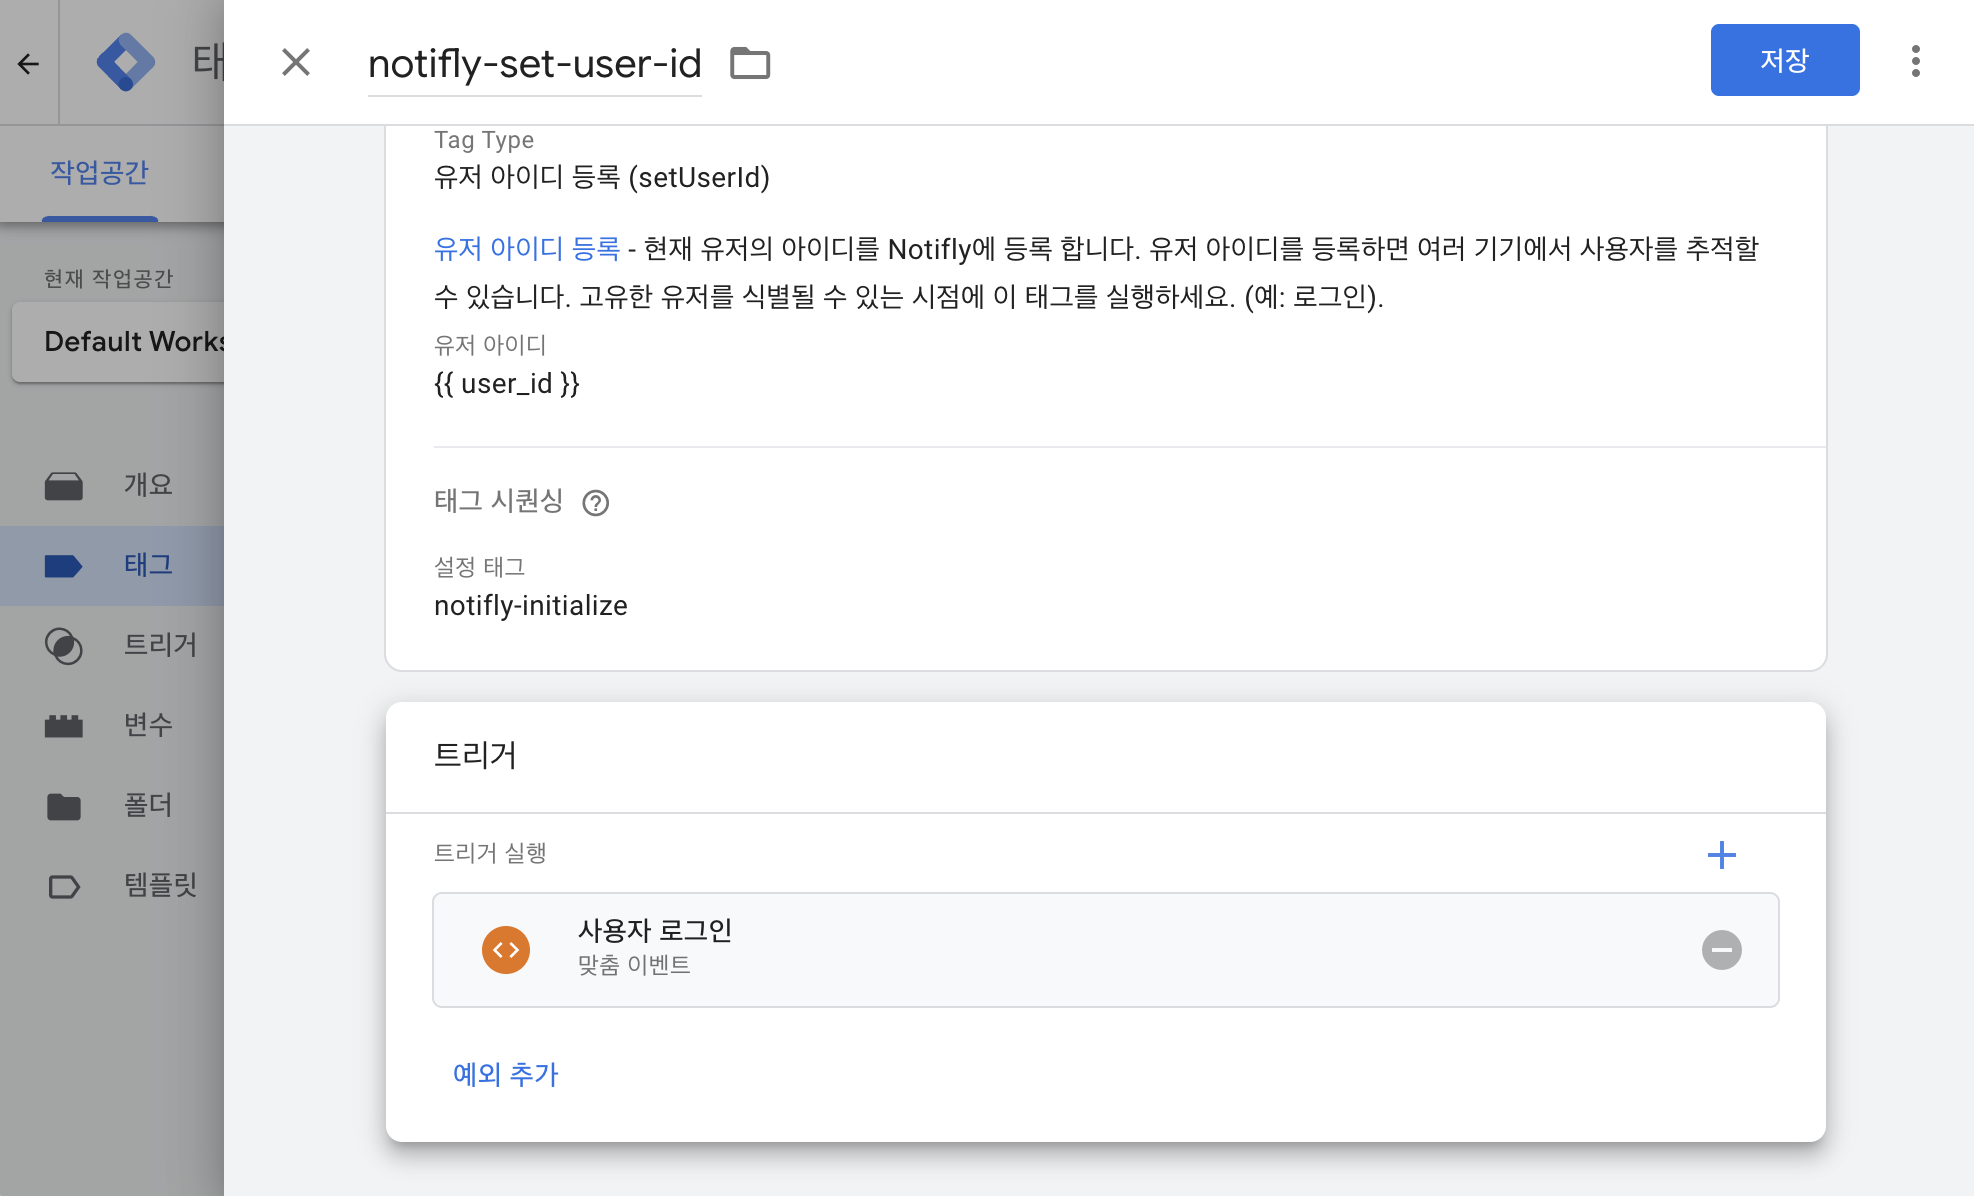 태
notifly-set-user-id
저장
작업공간
현재 작업공간
Default Works
개요
태그
트리거
변수
폴더
템플릿
Tag Type
유저 아이디 등록 (setUserId)
유저 아이디 등록 - 현재 유저의 아이디를 Notifly에 등록 합니다. 유저 아이디를 등록하면 여러 기기에서 사용자를 추적할
수 있습니다. 고유한 유저를 식별될 수 있는 시점에 이 태그를 실행하세요. (예: 로그인).
유저 아이디
{{ user_id }}
태그 시퀀싱
설정 태그
notifly-initialize
트리거
트리거 실행
사용자 로그인
맞춤 이벤트
예외 추가